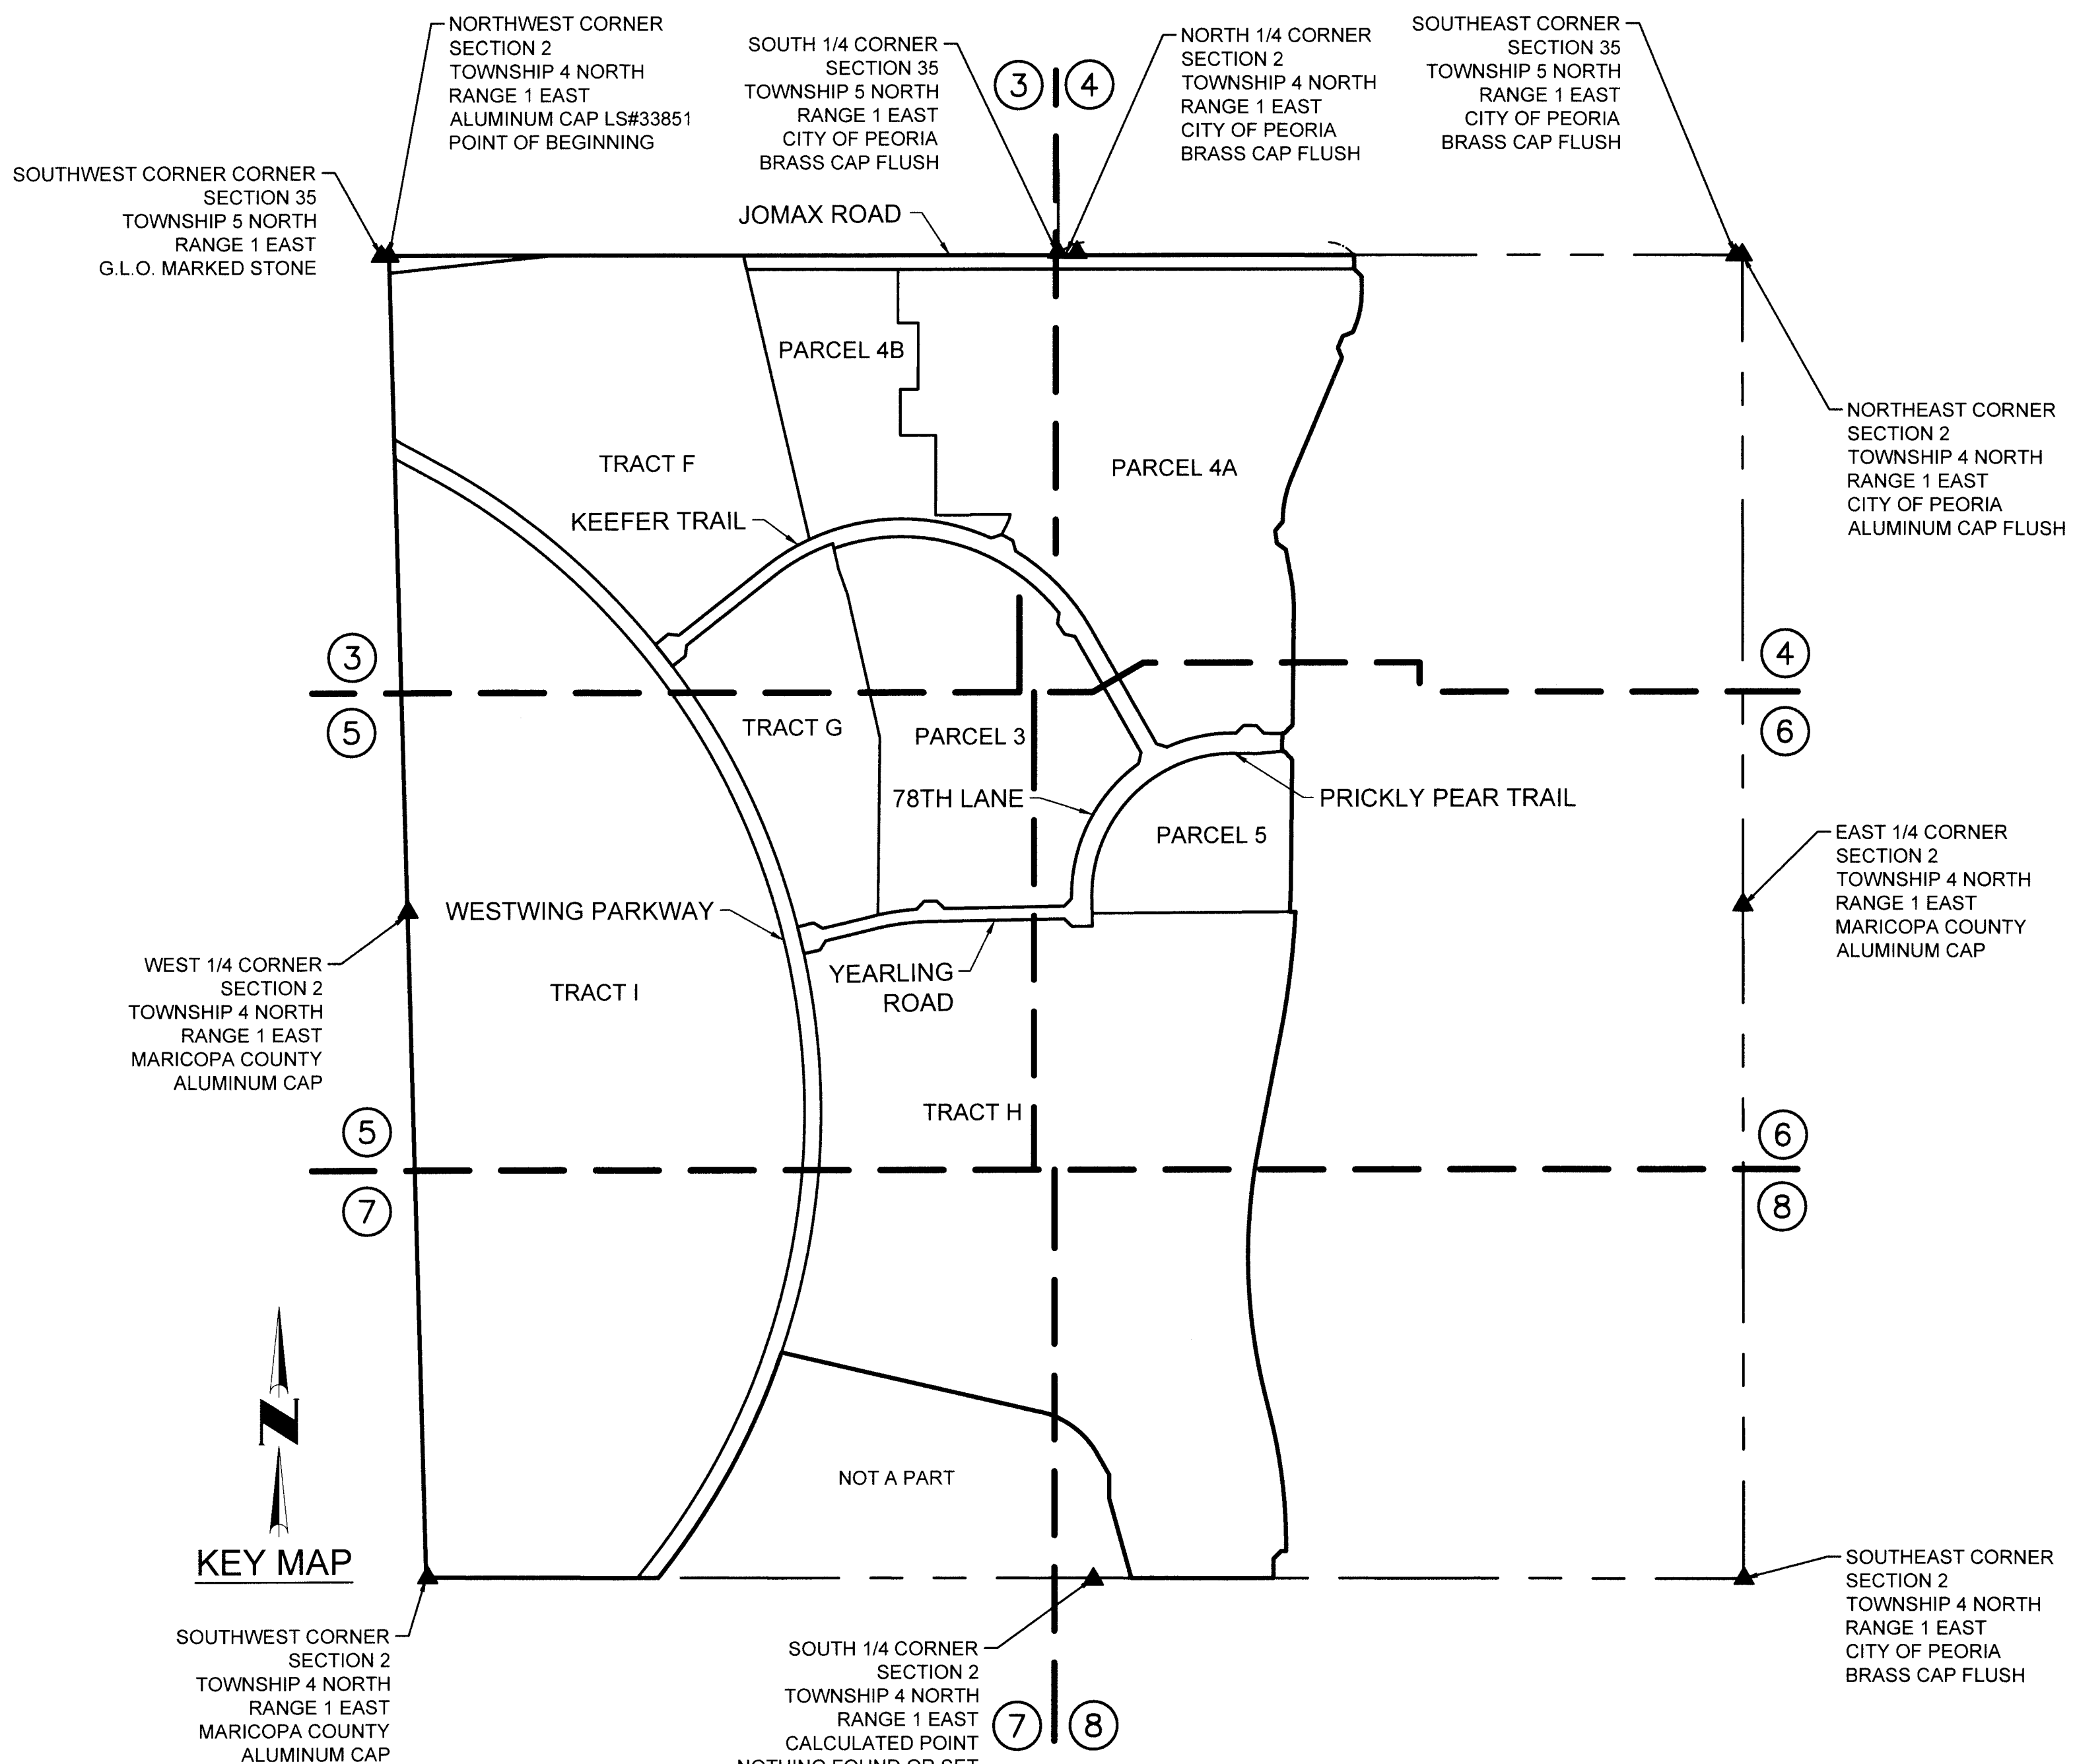 NORTHWEST CORNER
SECTION 2
TOWNSHIP 4 NORTH
RANGE 1 EAST
ALUMINUM CAP LS#33851
POINT OF BEGINNING
SOUTH 1/4 CORNER
SECTION 35
TOWNSHIP 5 NORTH
RANGE 1 EAST
CITY OF PEORIA
BRASS CAP FLUSH
3
4
NORTH 1/4 CORNER
SECTION 2
TOWNSHIP 4 NORTH
RANGE 1 EAST
CITY OF PEORIA
BRASS CAP FLUSH
SOUTHEAST CORNER
SECTION 35
TOWNSHIP 5 NORTH
RANGE 1 EAST
CITY OF PEORIA
BRASS CAP FLUSH
SOUTHWEST CORNER CORNER
SECTION 35
TOWNSHIP 5 NORTH
RANGE 1 EAST
G.L.O. MARKED STONE
JOMAX ROAD
PARCEL 4B
TRACT F
PARCEL 4A
KEEFER TRAIL
NORTHEAST CORNER
SECTION 2
TOWNSHIP 4 NORTH
RANGE 1 EAST
CITY OF PEORIA
ALUMINUM CAP FLUSH
3
5
4
6
TRACT G
PARCEL 3
78TH LANE
PRICKLY PEAR TRAIL
PARCEL 5
EAST 1/4 CORNER
SECTION 2
TOWNSHIP 4 NORTH
RANGE 1 EAST
MARICOPA COUNTY
ALUMINUM CAP
WESTWING PARKWAY
WEST 1/4 CORNER
SECTION 2
TOWNSHIP 4 NORTH
RANGE 1 EAST
MARICOPA COUNTY
ALUMINUM CAP
YEARLING
ROAD
TRACT I
TRACT H
5
7
6
8
NOT A PART
N
KEY MAP
SOUTHWEST CORNER
SECTION 2
TOWNSHIP 4 NORTH
RANGE 1 EAST
MARICOPA COUNTY
ALUMINUM CAP
SOUTH 1/4 CORNER
SECTION 2
TOWNSHIP 4 NORTH
RANGE 1 EAST
CALCULATED POINT
NOTHING FOUND OR SET
7
8
SOUTHEAST CORNER
SECTION 2
TOWNSHIP 4 NORTH
RANGE 1 EAST
CITY OF PEORIA
BRASS CAP FLUSH